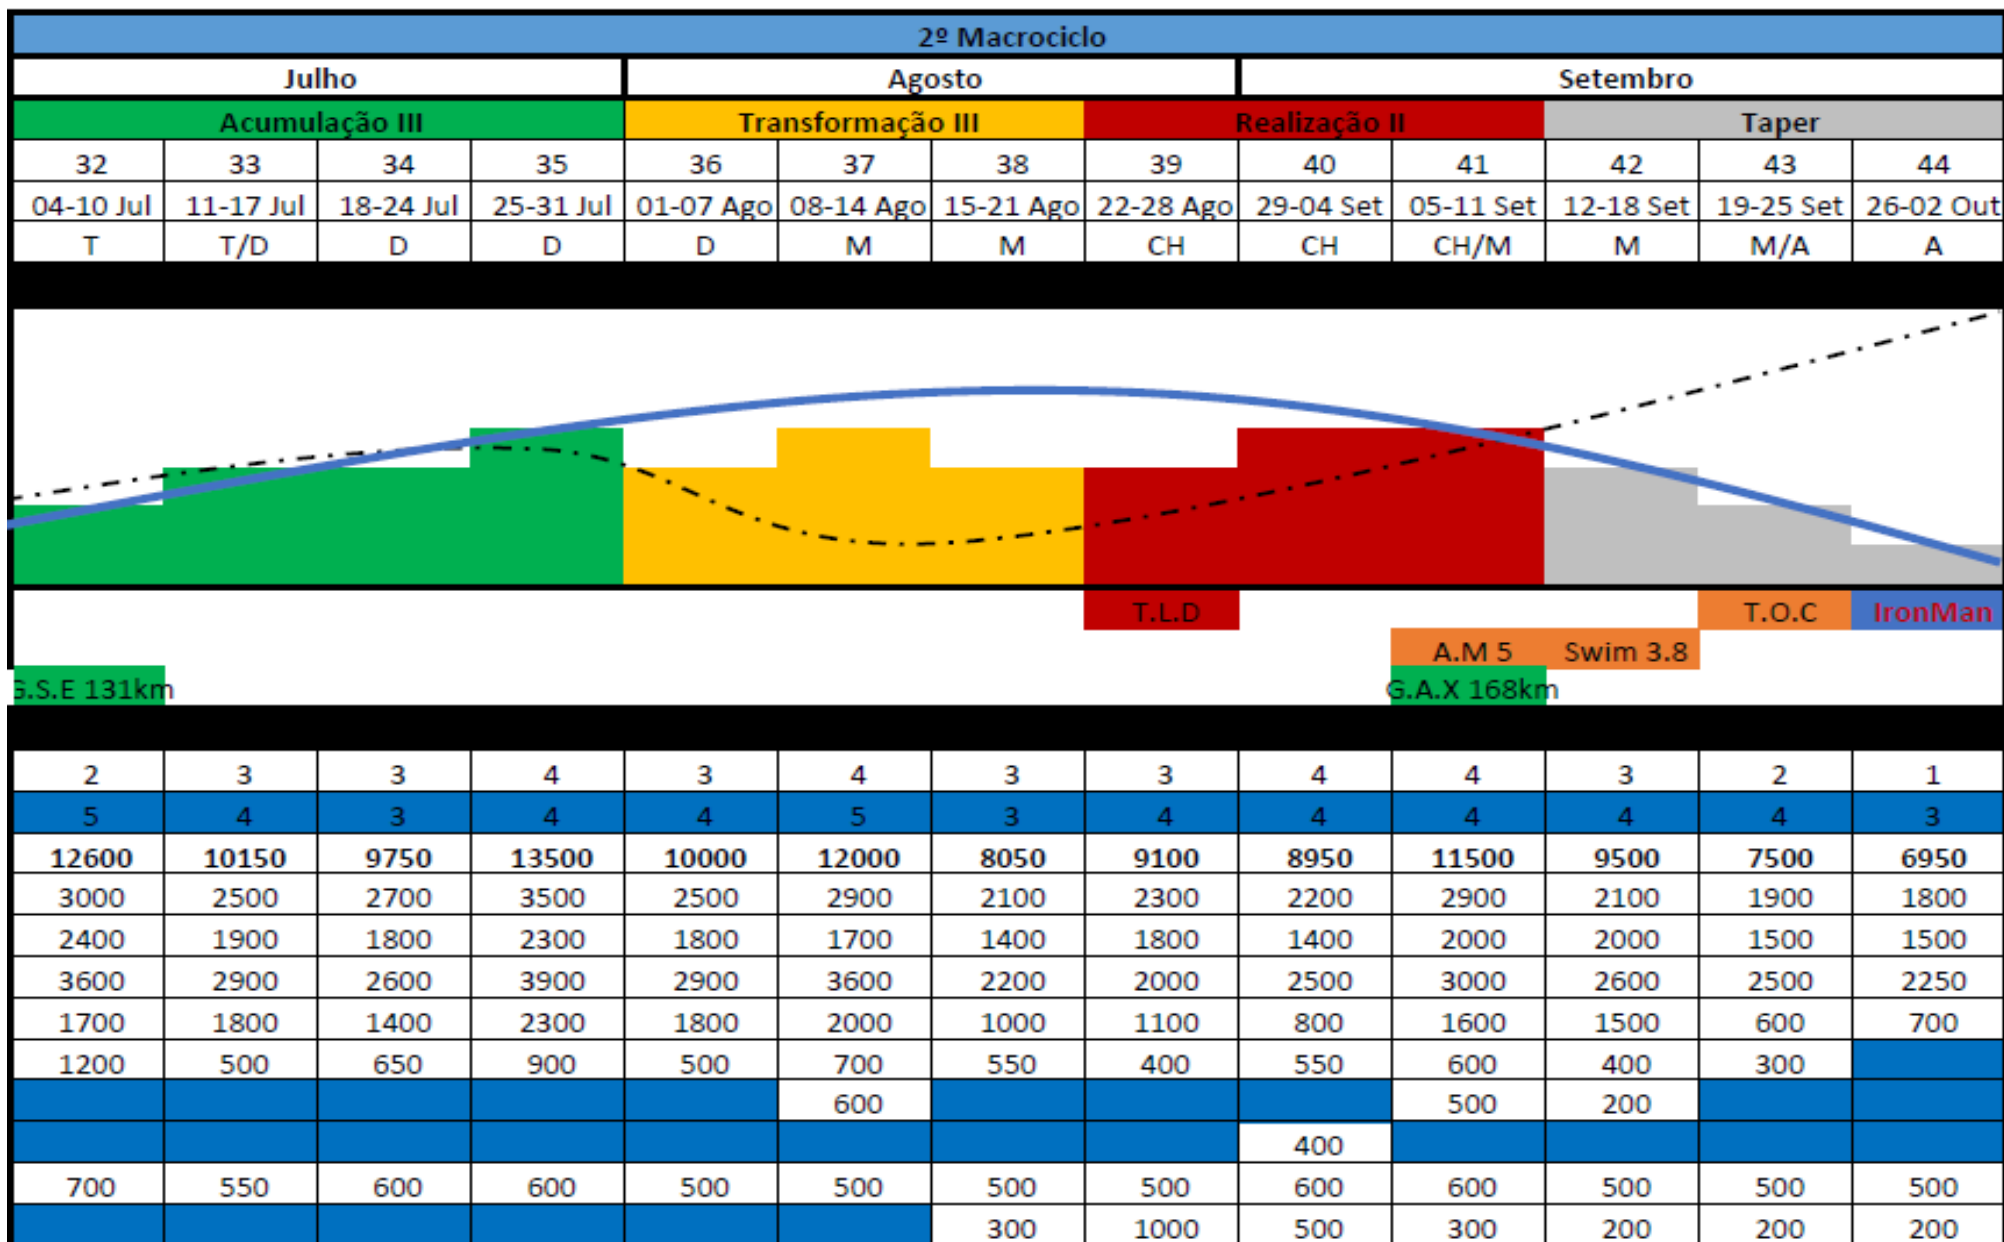 2º Macrociclo
Julho Agosto Setembro
Acumulação III Transformação III Realização II Taper
32 33 34 35 36 37 38 39 40 41 42 43 44
04-10 Jul 11-17 Jul 18-24 Jul 25-31 Jul 01-07 Ago 08-14 Ago 15-21 Ago 22-28 Ago 29-04 Set 05-11 Set 12-18 Set 19-25 Set 26-02 Out
T T/D D D D M M CH CH CH/M M M/A A
T.L.D T.O.C IronMan
A.M 5 Swim 3.8
G.S.E 131km G.A.X 168km
2 3 3 4 3 4 3 3 4 4 3 2 1
5 4 3 4 4 5 3 4 4 4 4 4 3
12600 10150 9750 13500 10000 12000 8050 9100 8950 11500 9500 7500 6950
3000 2500 2700 3500 2500 2900 2100 2300 2200 2900 2100 1900 1800
2400 1900 1800 2300 1800 1700 1400 1800 1400 2000 2000 1500 1500
3600 2900 2600 3900 2900 3600 2200 2000 2500 3000 2600 2500 2250
1700 1800 1400 2300 1800 2000 1000 1100 800 1600 1500 600 700
1200 500 650 900 500 700 550 400 550 600 400 300
600 500 200
400
700 550 600 600 500 500 500 500 600 600 500 500 500
300 1000 500 300 200 200 200